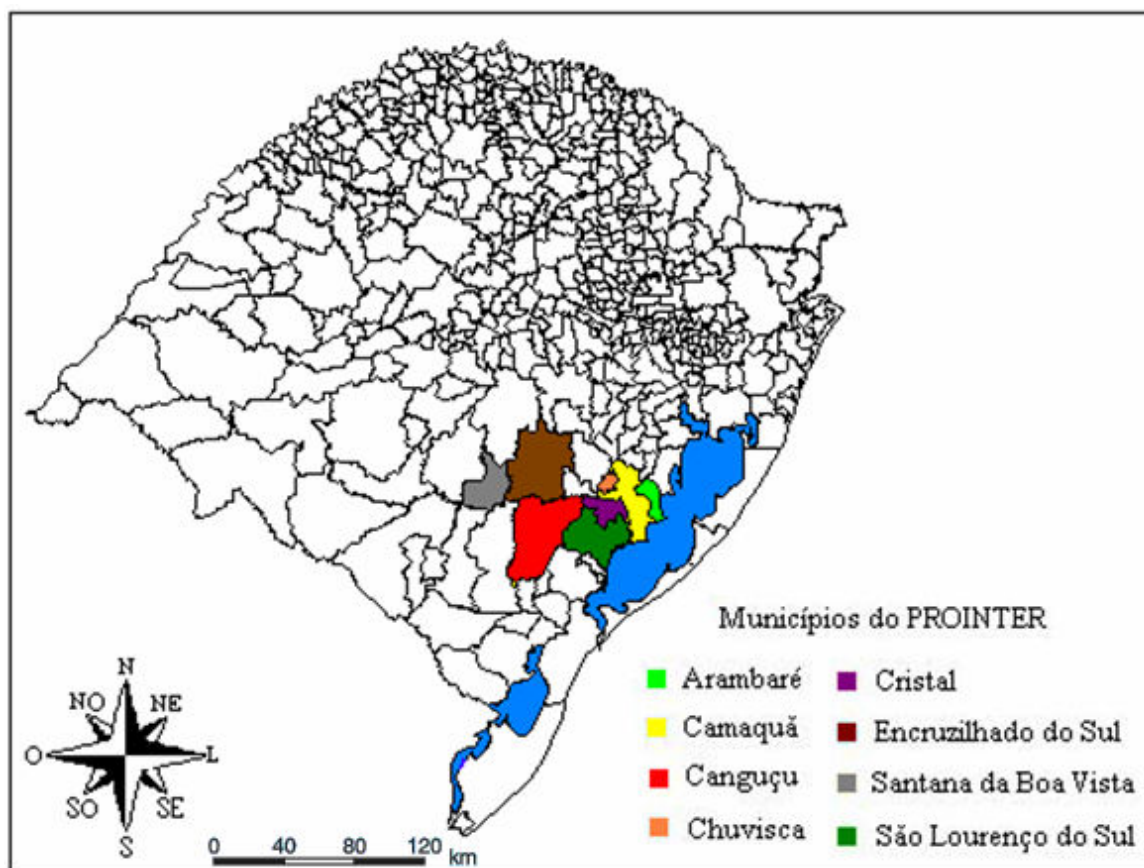 Municípios do PROINTER
Arambaré
Cristal
Camaquã
Encruzilhado do Sul
Canguçu
Santana da Boa Vista
Chuvisca
São Lourenço do Sul
N
NO NE
O L
SO SE
S
0 40 80 120
km